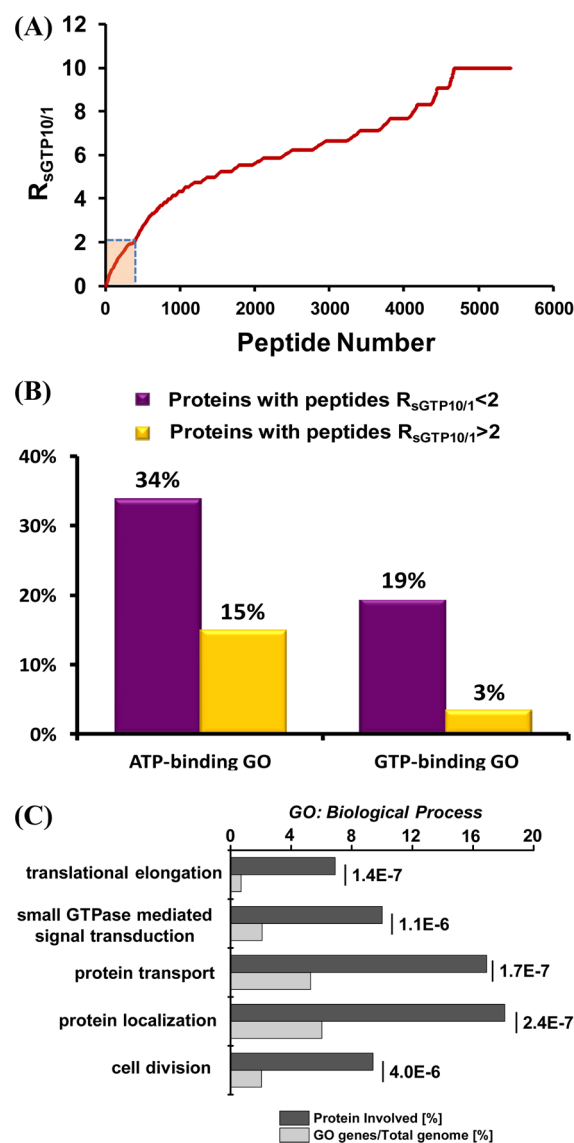 (A)
12
10
8
6
4
2
0
R_sGTP10/1
0 1000 2000 3000 4000 5000 6000
Peptide Number
(B)
Proteins with peptides R_sGTP10/1<2
Proteins with peptides R_sGTP10/1>2
40%
30%
20%
10%
0%
34%
15%
19%
3%
ATP-binding GO GTP-binding GO
(C)
GO: Biological Process
0 4 8 12 16 20
translational elongation
1.4E-7
small GTPase mediated
signal transduction
1.1E-6
protein transport
1.7E-7
protein localization
2.4E-7
cell division
4.0E-6
Protein Involved [%]
GO genes/Total genome [%]